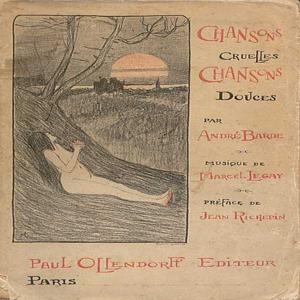 CHANSONS
CRUELLES
CHANSONS
DOUCES
PAR
ANDRÉ BARDE
MUSIQUE DE
MARCEL LEGAY
PRÉFACE DE
JEAN RICHEPIN
PAUL OLLENDORFF EDITEUR
PARIS